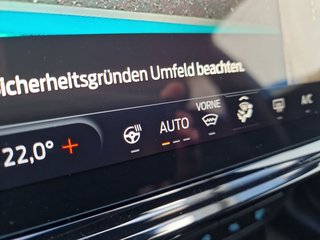 icherheitsgründen Umfeld beachten.
VORNE
22,0° + AUTO A/C